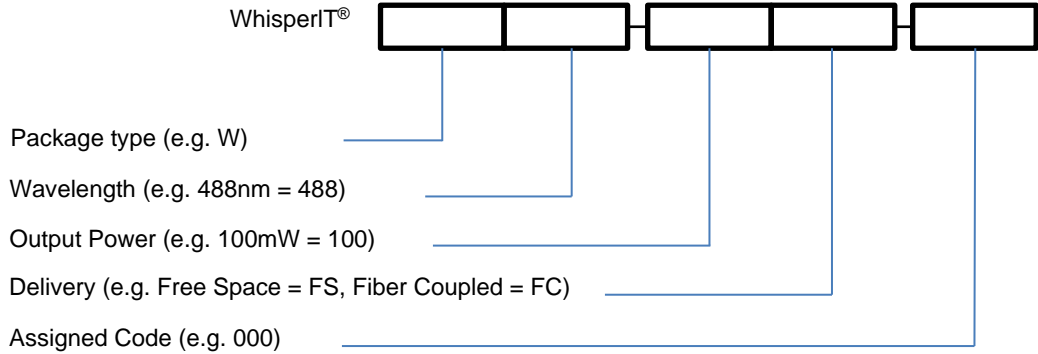 WhisperIT®
Package type (e.g. W)
Wavelength (e.g. 488nm = 488)
Output Power (e.g. 100mW = 100)
Delivery (e.g. Free Space = FS, Fiber Coupled = FC)
Assigned Code (e.g. 000)